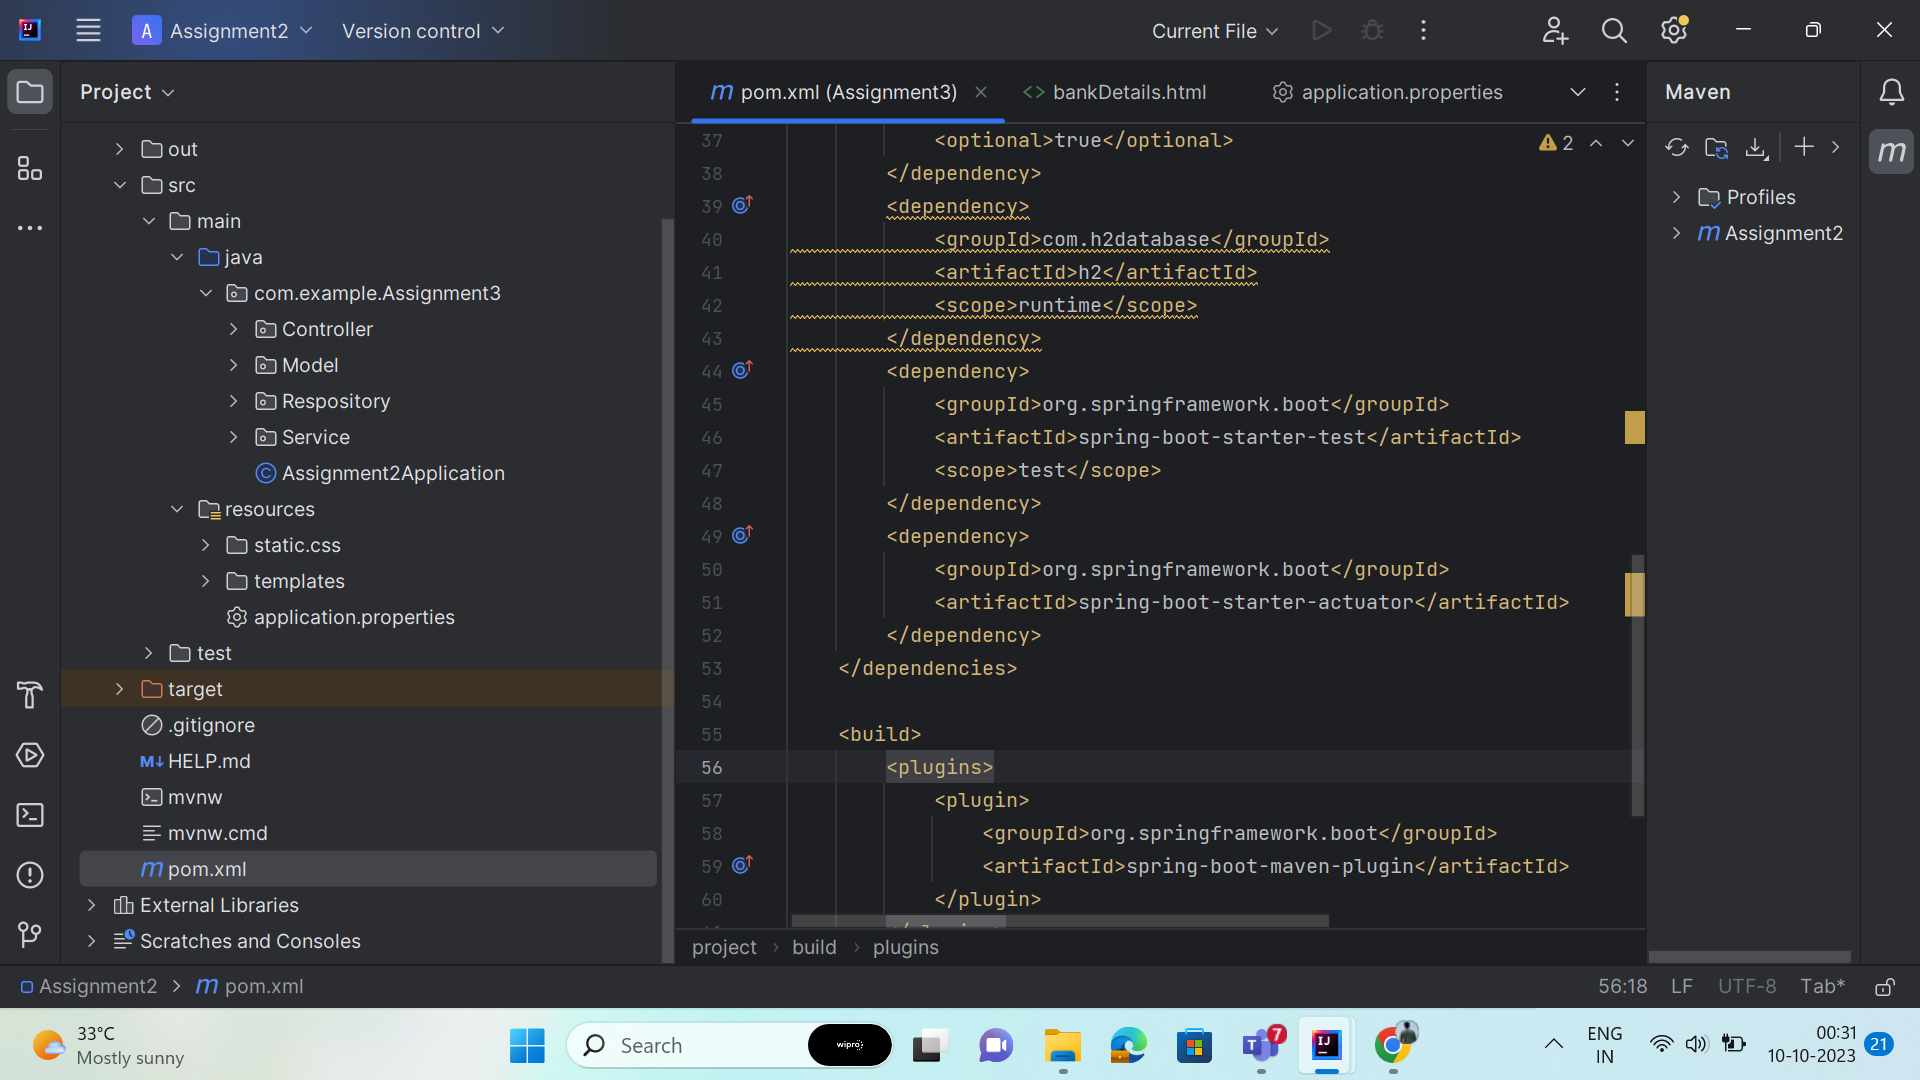 A Assignment2 Version control Current File
Project
out
src
main
java
com.example.Assignment3
Controller
Model
Respository
Service
Assignment2Application
resources
static.css
templates
application.properties
test
target
.gitignore
HELP.md
mvnw
mvnw.cmd
pom.xml
External Libraries
Scratches and Consoles
pom.xml (Assignment3) bankDetails.html application.properties
2
37 <optional>true</optional>
38 </dependency>
39 <dependency>
40 <groupId>com.h2database</groupId>
41 <artifactId>h2</artifactId>
42 <scope>runtime</scope>
43 </dependency>
44 <dependency>
45 <groupId>org.springframework.boot</groupId>
46 <artifactId>spring-boot-starter-test</artifactId>
47 <scope>test</scope>
48 </dependency>
49 <dependency>
50 <groupId>org.springframework.boot</groupId>
51 <artifactId>spring-boot-starter-actuator</artifactId>
52 </dependency>
53 </dependencies>
54
55 <build>
56 <plugins>
57 <plugin>
58 <groupId>org.springframework.boot</groupId>
59 <artifactId>spring-boot-maven-plugin</artifactId>
60 </plugin>
project > build > plugins
Maven
Profiles
Assignment2
Assignment2 > pom.xml
56:18 LF UTF-8 Tab*
33°C
Mostly sunny
Search
wipro
7
ENG
IN
00:31
10-10-2023
21